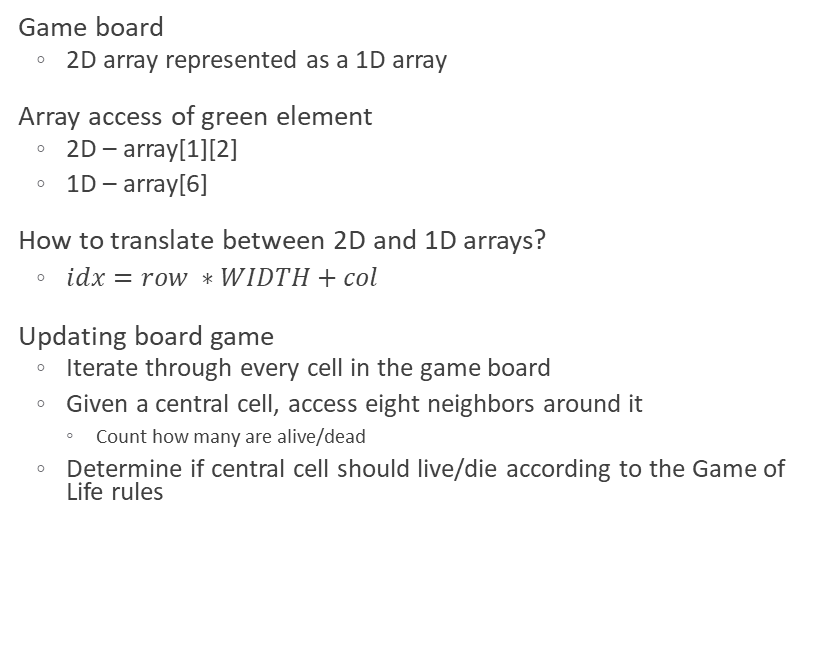 Game board
◦ 2D array represented as a 1D array
Array access of green element
◦ 2D – array[1][2]
◦ 1D – array[6]
How to translate between 2D and 1D arrays?
◦ idx = row ∗ WIDTH + col
Updating board game
◦ Iterate through every cell in the game board
◦ Given a central cell, access eight neighbors around it
◦ Count how many are alive/dead
◦ Determine if central cell should live/die according to the Game of
Life rules